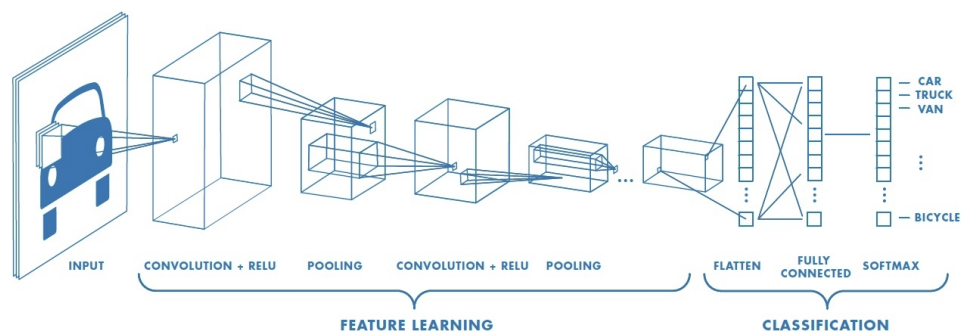 CAR
TRUCK
VAN
BICYCLE
INPUT
CONVOLUTION + RELU
POOLING
CONVOLUTION + RELU
POOLING
FLATTEN
FULLY
CONNECTED
SOFTMAX
FEATURE LEARNING
CLASSIFICATION